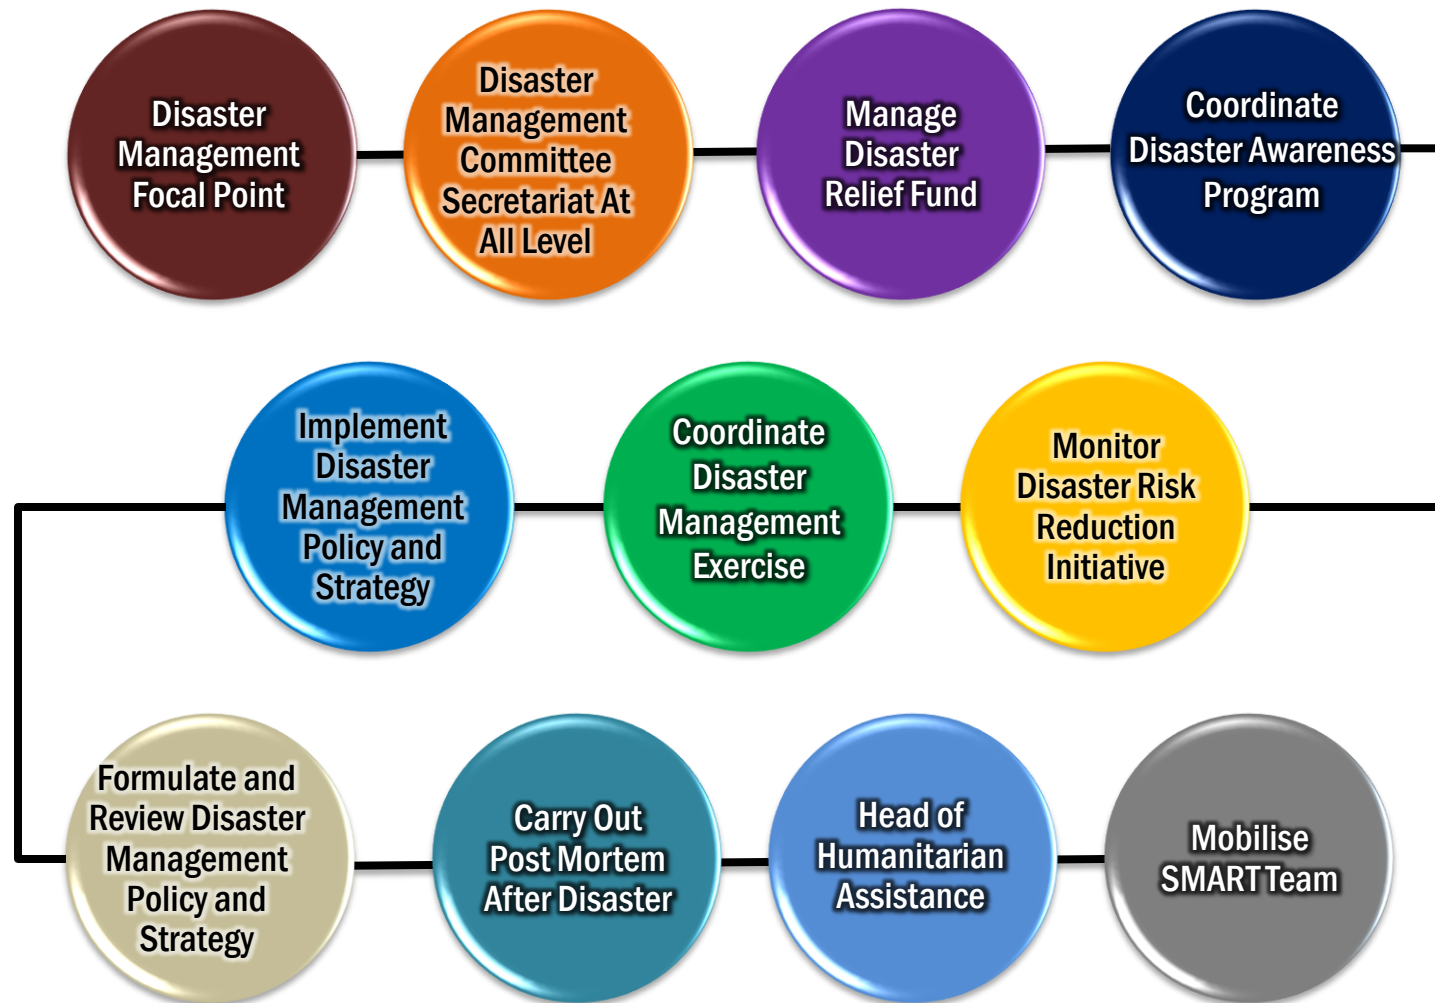 Disaster
Management
Focal Point
Disaster
Management
Committee
Secretariat At
All Level
Manage
Disaster
Relief Fund
Coordinate
Disaster Awareness
Program
Implement
Disaster
Management
Policy and
Strategy
Coordinate
Disaster
Management
Exercise
Monitor
Disaster Risk
Reduction
Initiative
Formulate and
Review Disaster
Management
Policy and
Strategy
Carry Out
Post Mortem
After Disaster
Head of
Humanitarian
Assistance
Mobilise
SMART Team